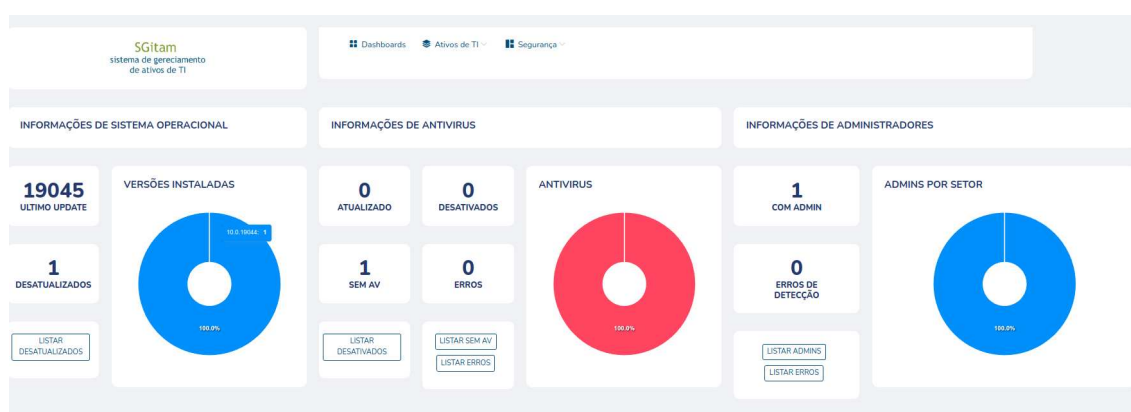 SGitam
sistema de gereciamento
de ativos de TI
Dashboards
Ativos de TI
Segurança
INFORMAÇÕES DE SISTEMA OPERACIONAL
INFORMAÇÕES DE ANTIVIRUS
INFORMAÇÕES DE ADMINISTRADORES
19045
ULTIMO UPDATE
VERSÕES INSTALADAS
10.0.19044: 1
100.0%
1
DESATUALIZADOS
LISTAR
DESATUALIZADOS
0
ATUALIZADO
0
DESATIVADOS
1
SEM AV
0
ERROS
LISTAR
DESATIVADOS
LISTAR SEM AV
LISTAR ERROS
ANTIVIRUS
100.0%
1
COM ADMIN
0
ERROS DE
DETECÇÃO
LISTAR ADMINS
LISTAR ERROS
ADMINS POR SETOR
100.0%